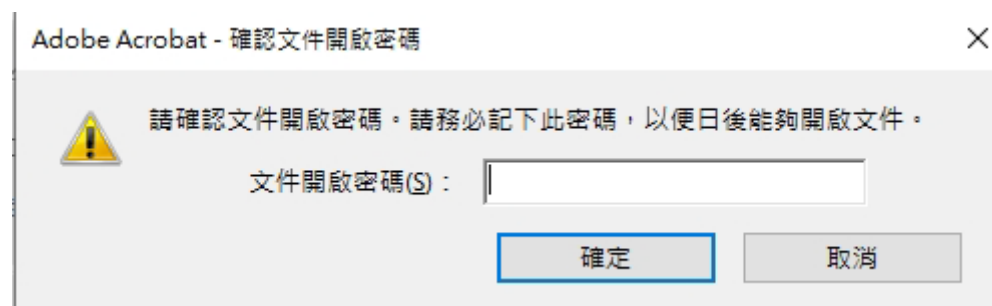 Adobe Acrobat - 確認文件開啟密碼
請確認文件開啟密碼。請務必記下此密碼，以便日後能夠開啟文件。
文件開啟密碼(S)：
確定
取消